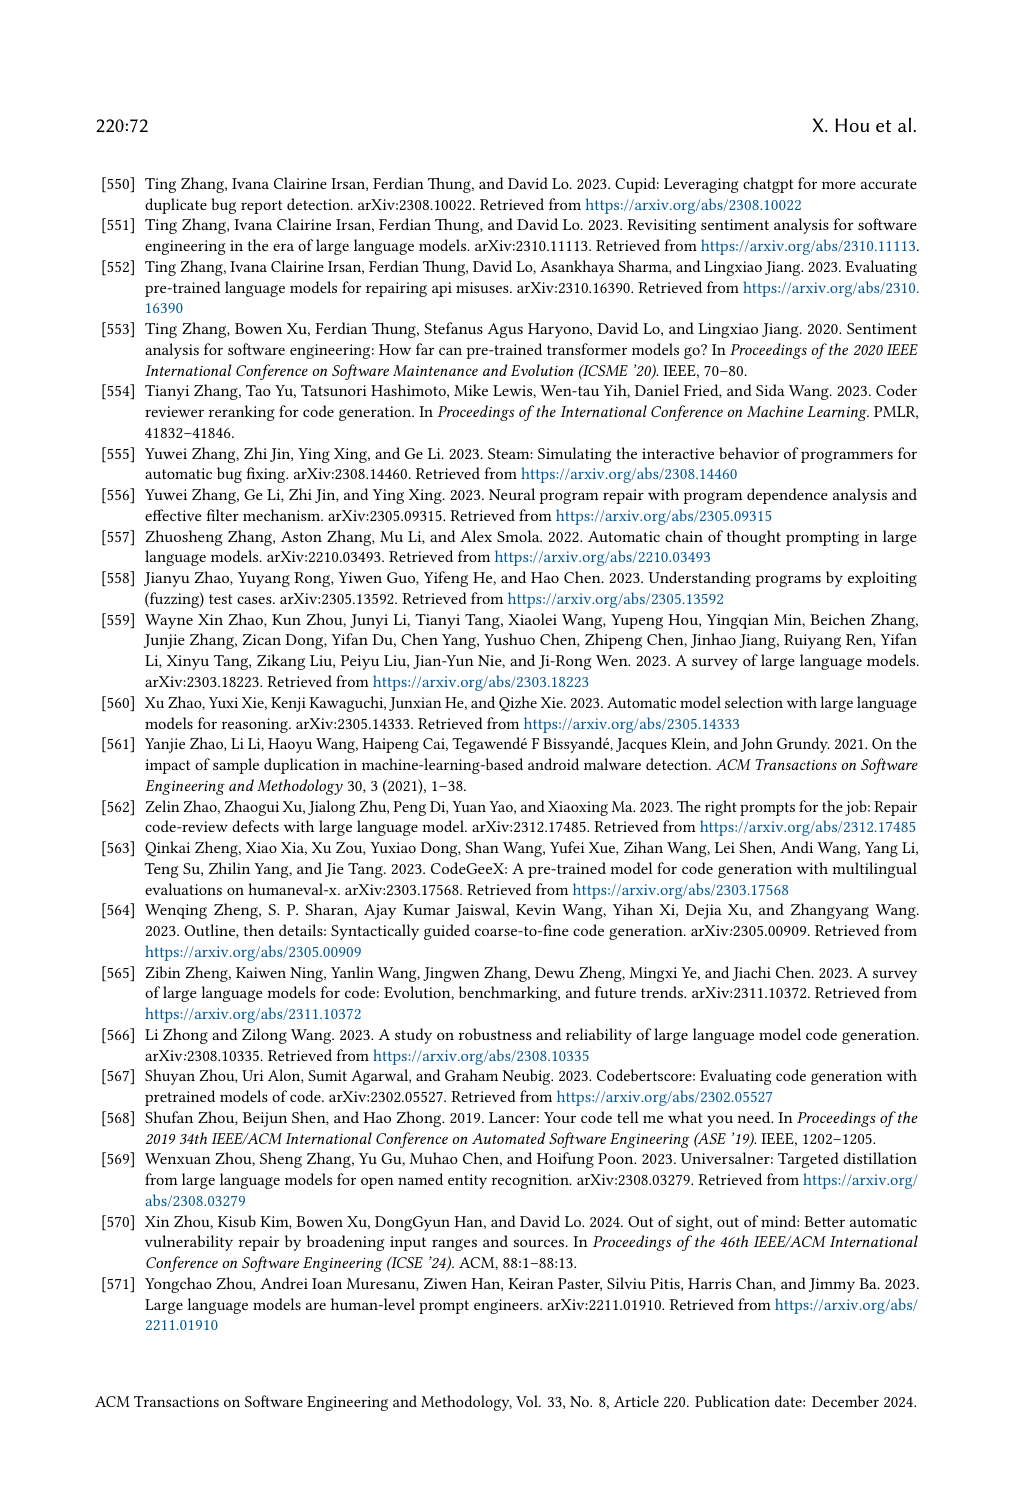 220:72 X. Hou et al.
[550] Ting Zhang, Ivana Clairine Irsan, Ferdian Thung, and David Lo. 2023. Cupid: Leveraging chatgpt for more accurate
duplicate bug report detection. arXiv:2308.10022. Retrieved from https://arxiv.org/abs/2308.10022
[551] Ting Zhang, Ivana Clairine Irsan, Ferdian Thung, and David Lo. 2023. Revisiting sentiment analysis for software
engineering in the era of large language models. arXiv:2310.11113. Retrieved from https://arxiv.org/abs/2310.11113.
[552] Ting Zhang, Ivana Clairine Irsan, Ferdian Thung, David Lo, Asankhaya Sharma, and Lingxiao Jiang. 2023. Evaluating
pre-trained language models for repairing api misuses. arXiv:2310.16390. Retrieved from https://arxiv.org/abs/2310.
16390
[553] Ting Zhang, Bowen Xu, Ferdian Thung, Stefanus Agus Haryono, David Lo, and Lingxiao Jiang. 2020. Sentiment
analysis for software engineering: How far can pre-trained transformer models go? In Proceedings of the 2020 IEEE
International Conference on Software Maintenance and Evolution (ICSME ’20). IEEE, 70–80.
[554] Tianyi Zhang, Tao Yu, Tatsunori Hashimoto, Mike Lewis, Wen-tau Yih, Daniel Fried, and Sida Wang. 2023. Coder
reviewer reranking for code generation. In Proceedings of the International Conference on Machine Learning. PMLR,
41832–41846.
[555] Yuwei Zhang, Zhi Jin, Ying Xing, and Ge Li. 2023. Steam: Simulating the interactive behavior of programmers for
automatic bug fixing. arXiv:2308.14460. Retrieved from https://arxiv.org/abs/2308.14460
[556] Yuwei Zhang, Ge Li, Zhi Jin, and Ying Xing. 2023. Neural program repair with program dependence analysis and
effective filter mechanism. arXiv:2305.09315. Retrieved from https://arxiv.org/abs/2305.09315
[557] Zhuosheng Zhang, Aston Zhang, Mu Li, and Alex Smola. 2022. Automatic chain of thought prompting in large
language models. arXiv:2210.03493. Retrieved from https://arxiv.org/abs/2210.03493
[558] Jianyu Zhao, Yuyang Rong, Yiwen Guo, Yifeng He, and Hao Chen. 2023. Understanding programs by exploiting
(fuzzing) test cases. arXiv:2305.13592. Retrieved from https://arxiv.org/abs/2305.13592
[559] Wayne Xin Zhao, Kun Zhou, Junyi Li, Tianyi Tang, Xiaolei Wang, Yupeng Hou, Yingqian Min, Beichen Zhang,
Junjie Zhang, Zican Dong, Yifan Du, Chen Yang, Yushuo Chen, Zhipeng Chen, Jinhao Jiang, Ruiyang Ren, Yifan
Li, Xinyu Tang, Zikang Liu, Peiyu Liu, Jian-Yun Nie, and Ji-Rong Wen. 2023. A survey of large language models.
arXiv:2303.18223. Retrieved from https://arxiv.org/abs/2303.18223
[560] Xu Zhao, Yuxi Xie, Kenji Kawaguchi, Junxian He, and Qizhe Xie. 2023. Automatic model selection with large language
models for reasoning. arXiv:2305.14333. Retrieved from https://arxiv.org/abs/2305.14333
[561] Yanjie Zhao, Li Li, Haoyu Wang, Haipeng Cai, Tegawendé F Bissyandé, Jacques Klein, and John Grundy. 2021. On the
impact of sample duplication in machine-learning-based android malware detection. ACM Transactions on Software
Engineering and Methodology 30, 3 (2021), 1–38.
[562] Zelin Zhao, Zhaogui Xu, Jialong Zhu, Peng Di, Yuan Yao, and Xiaoxing Ma. 2023. The right prompts for the job: Repair
code-review defects with large language model. arXiv:2312.17485. Retrieved from https://arxiv.org/abs/2312.17485
[563] Qinkai Zheng, Xiao Xia, Xu Zou, Yuxiao Dong, Shan Wang, Yufei Xue, Zihan Wang, Lei Shen, Andi Wang, Yang Li,
Teng Su, Zhilin Yang, and Jie Tang. 2023. CodeGeeX: A pre-trained model for code generation with multilingual
evaluations on humaneval-x. arXiv:2303.17568. Retrieved from https://arxiv.org/abs/2303.17568
[564] Wenqing Zheng, S. P. Sharan, Ajay Kumar Jaiswal, Kevin Wang, Yihan Xi, Dejia Xu, and Zhangyang Wang.
2023. Outline, then details: Syntactically guided coarse-to-fine code generation. arXiv:2305.00909. Retrieved from
https://arxiv.org/abs/2305.00909
[565] Zibin Zheng, Kaiwen Ning, Yanlin Wang, Jingwen Zhang, Dewu Zheng, Mingxi Ye, and Jiachi Chen. 2023. A survey
of large language models for code: Evolution, benchmarking, and future trends. arXiv:2311.10372. Retrieved from
https://arxiv.org/abs/2311.10372
[566] Li Zhong and Zilong Wang. 2023. A study on robustness and reliability of large language model code generation.
arXiv:2308.10335. Retrieved from https://arxiv.org/abs/2308.10335
[567] Shuyan Zhou, Uri Alon, Sumit Agarwal, and Graham Neubig. 2023. Codebertscore: Evaluating code generation with
pretrained models of code. arXiv:2302.05527. Retrieved from https://arxiv.org/abs/2302.05527
[568] Shufan Zhou, Beijun Shen, and Hao Zhong. 2019. Lancer: Your code tell me what you need. In Proceedings of the
2019 34th IEEE/ACM International Conference on Automated Software Engineering (ASE ’19). IEEE, 1202–1205.
[569] Wenxuan Zhou, Sheng Zhang, Yu Gu, Muhao Chen, and Hoifung Poon. 2023. Universalner: Targeted distillation
from large language models for open named entity recognition. arXiv:2308.03279. Retrieved from https://arxiv.org/
abs/2308.03279
[570] Xin Zhou, Kisub Kim, Bowen Xu, DongGyun Han, and David Lo. 2024. Out of sight, out of mind: Better automatic
vulnerability repair by broadening input ranges and sources. In Proceedings of the 46th IEEE/ACM International
Conference on Software Engineering (ICSE ’24). ACM, 88:1–88:13.
[571] Yongchao Zhou, Andrei Ioan Muresanu, Ziwen Han, Keiran Paster, Silviu Pitis, Harris Chan, and Jimmy Ba. 2023.
Large language models are human-level prompt engineers. arXiv:2211.01910. Retrieved from https://arxiv.org/abs/
2211.01910
ACM Transactions on Software Engineering and Methodology, Vol. 33, No. 8, Article 220. Publication date: December 2024.